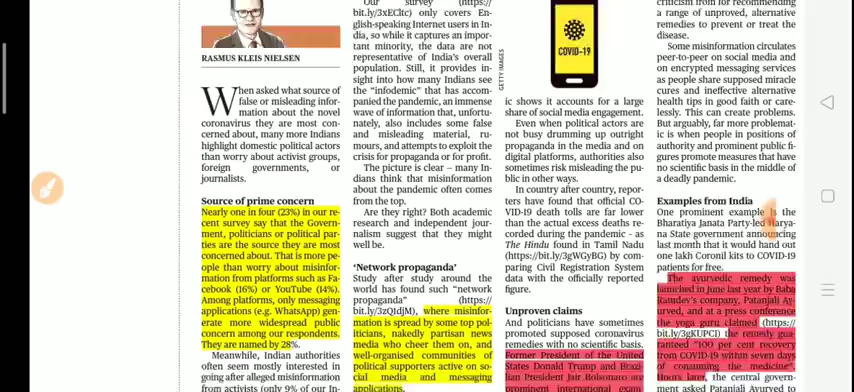 RASMUS KLEIS NIELSEN
When asked what source of
false or misleading infor-
mation about the novel
coronavirus they are most con-
cerned about, many more Indians
highlight domestic political actors
than worry about activist groups,
foreign governments, or
journalists.
Source of prime concern
Nearly one in four (23%) in our re-
cent survey say that the Govern-
ment, politicians or political par-
ties are the source they are most
concerned about. That is more pe-
ople than worry about misinfor-
mation from platforms such as Fa-
cebook (16%) or YouTube (14%).
Among platforms, only messaging
applications (e.g. WhatsApp) gen-
erate more widespread public
concern among our respondents.
They are named by 28%.
Meanwhile, Indian authorities
often seem mostly interested in
going after alleged misinformation
from activists (only 9% of our In-
Our survey (https://
bit.ly/3xECltc) only covers En-
glish-speaking Internet users in In-
dia, so while it captures an impor-
tant minority, the data are not
representative of India's overall
population. Still, it provides in-
sight into how many Indians see
the "infodemic" that has accom-
panied the pandemic, an immense
wave of information that, unfortu-
nately, also includes some false
and misleading material, ru-
mours, and attempts to exploit the
crisis for propaganda or for profit.
The picture is clear – many In-
dians think that misinformation
about the pandemic often comes
from the top.
Are they right? Both academic
research and independent jour-
nalism suggest that they might
well be.
'Network propaganda'
Study after study around the
world has found such "network
propaganda" (https://
bit.ly/3zQIdjM), where misinfor-
mation is spread by some top pol-
iticians, nakedly partisan news
media who cheer them on, and
well-organised communities of
political supporters active on so-
cial media and messaging
applications.
COVID-19
GETTY IMAGES
ic shows it accounts for a large
share of social media engagement.
Even when political actors are
not busy drumming up outright
propaganda in the media and on
digital platforms, authorities also
sometimes risk misleading the pu-
blic in other ways.
In country after country, repor-
ters have found that official CO-
VID-19 death tolls are far lower
than the actual excess deaths re-
corded during the pandemic - as
The Hindu found in Tamil Nadu
(https://bit.ly/3gWGyBG) by com-
paring Civil Registration System
data with the officially reported
figure.
Unproven claims
And politicians have sometimes
promoted supposed coronavirus
remedies with no scientific basis.
Former President of the United
States Donald Trump and Brazi-
lian President Jair Bolsonaro are
prominent international exam-
criticism from for recommending
a range of unproved, alternative
remedies to prevent or treat the
disease.
Some misinformation circulates
peer-to-peer on social media and
on encrypted messaging services
as people share supposed miracle
cures and ineffective alternative
health tips in good faith or care-
lessly. This can create problems.
But arguably, far more problemat-
ic is when people in positions of
authority and prominent public fi-
gures promote measures that have
no scientific basis in the middle of
a deadly pandemic.
Examples from India
One prominent example is the
Bharatiya Janata Party-led Harya-
na State government announcing
last month that it would hand out
one lakh Coronil kits to COVID-19
patients for free.
The ayurvedic remedy was
launched in June last year by Baba
Ramdev's company, Patanjali Ay-
urved, and at a press conference
the yoga guru claimed (https://
bit.ly/3gKUPCI) the remedy gua-
ranteed "100 per cent recovery
from COVID-19 within seven days
of consuming the medicine".
Hours later, the central govern-
ment asked Patanjali Ayurved to